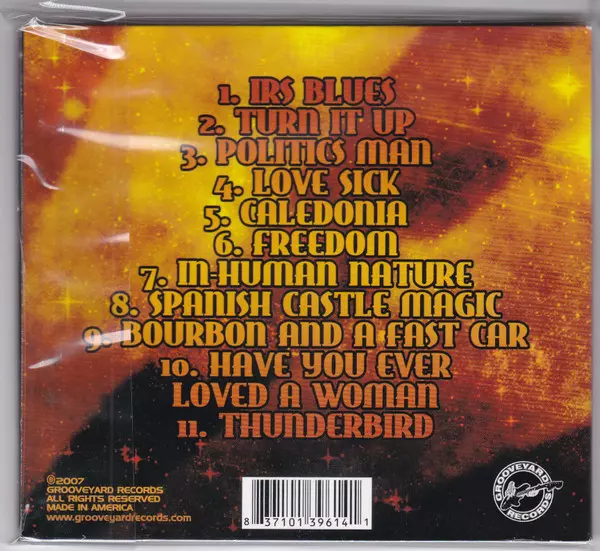 1. IRS BLUES
2. TURN IT UP
3. POLITICS MAN
4. LOVE SICK
5. CALEDONIA
6. FREEDOM
7. IN-HUMAN NATURE
8. SPANISH CASTLE MAGIC
9. BOURBON AND A FAST CAR
10. HAVE YOU EVER
LOVED A WOMAN
11. THUNDERBIRD
©2007
GROOVEYARD RECORDS
ALL RIGHTS RESERVED
MADE IN AMERICA
www.grooveyardrecords.com
8 37101 39614 1
GROOVEYARD
RECORDS